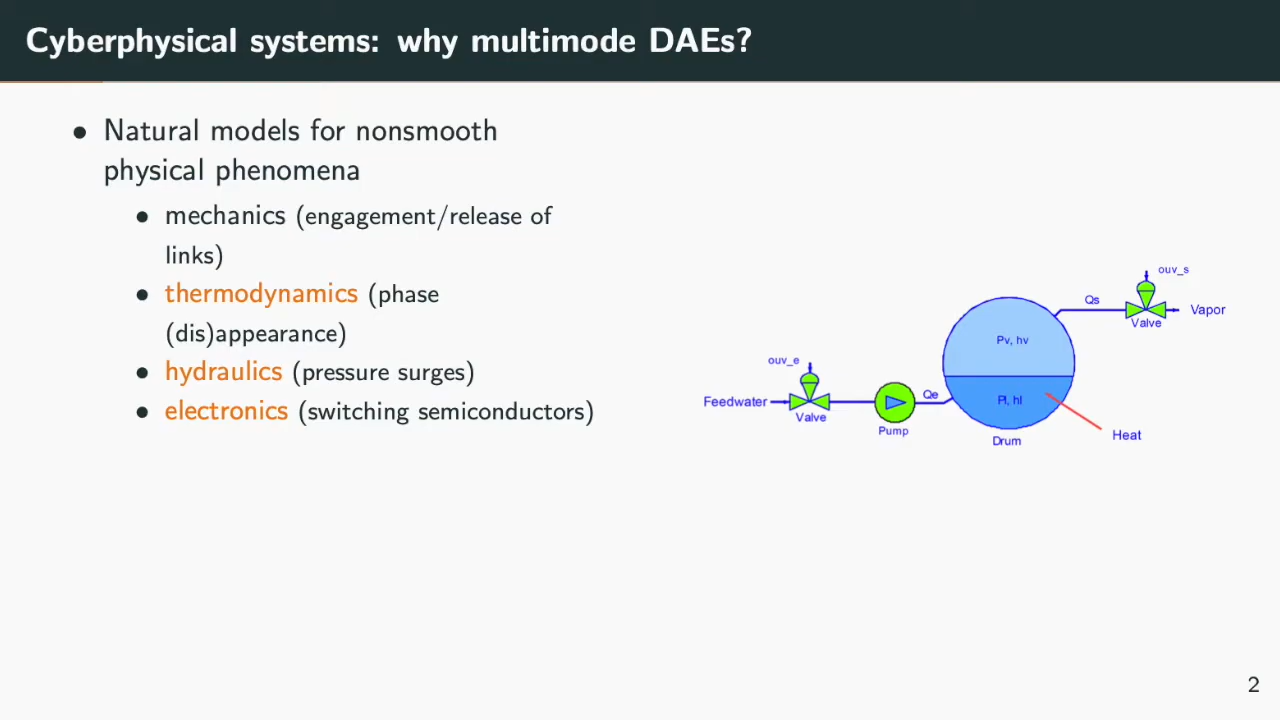 Cyberphysical systems: why multimode DAEs?
• Natural models for nonsmooth
physical phenomena
• mechanics (engagement/release of
links)
• thermodynamics (phase
(dis)appearance)
• hydraulics (pressure surges)
• electronics (switching semiconductors)
ouv_s
Qs
Vapor
Valve
Pv, hv
ouv_e
Feedwater
Valve
Pump
Qe
Pl, hl
Drum
Heat
2